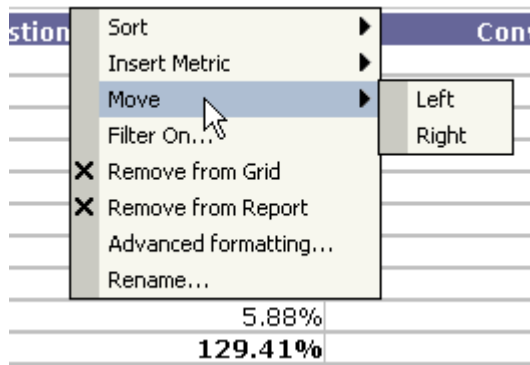 stion
Conv
Sort
Insert Metric
Move
Left
Filter On...
Right
Remove from Grid
Remove from Report
Advanced formatting...
Rename...
5.88%
129.41%